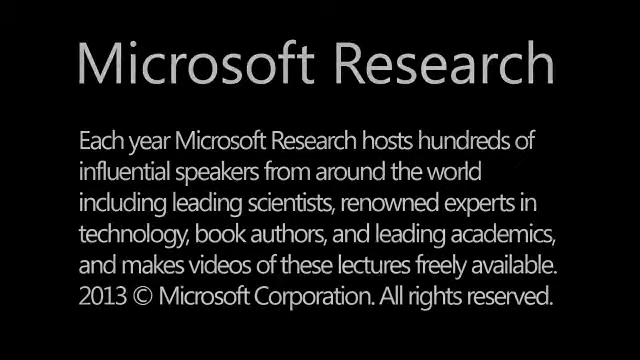 Microsoft Research
Each year Microsoft Research hosts hundreds of
influential speakers from around the world
including leading scientists, renowned experts in
technology, book authors, and leading academics,
and makes videos of these lectures freely available.
2013 © Microsoft Corporation. All rights reserved.